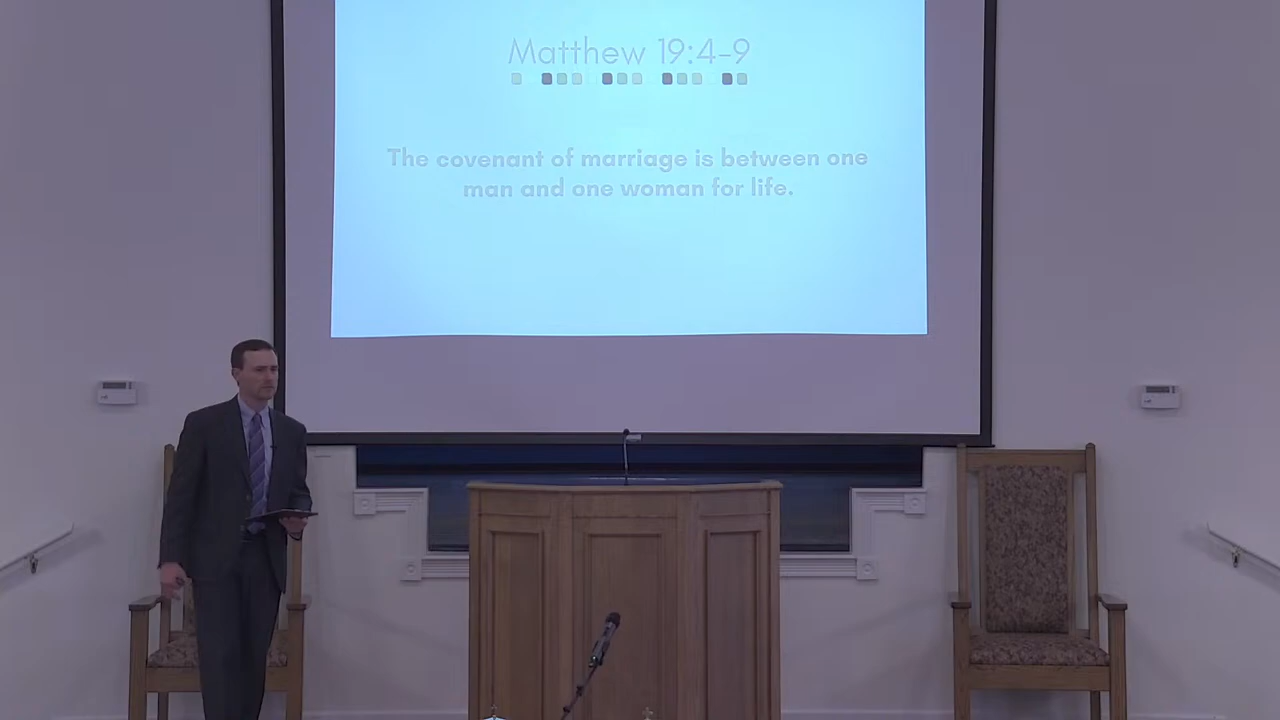 Matthew 19:4-9
The covenant of marriage is between one
man and one woman for life.